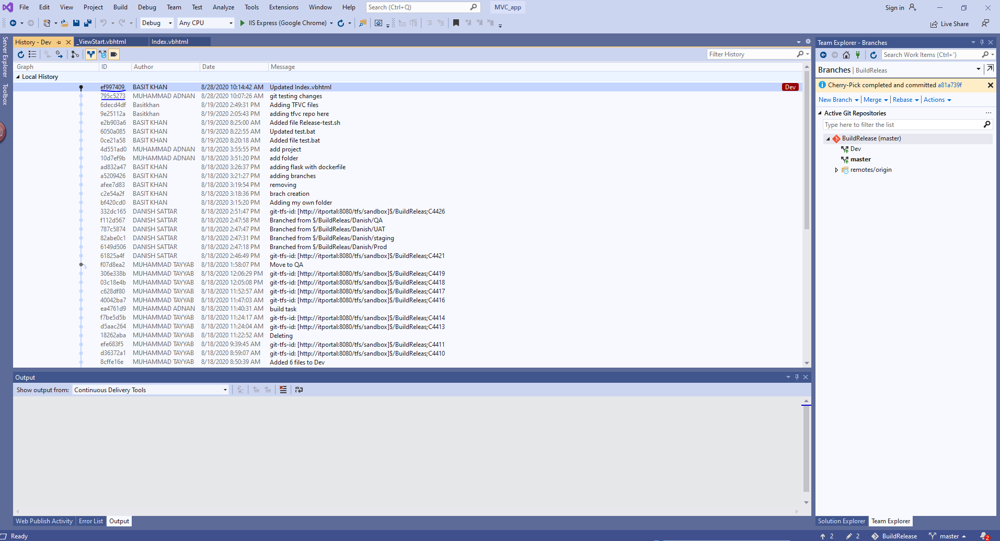 File Edit View Project Build Debug Team Test Analyze Tools Extensions Window Help Search (Ctrl+Q) MVC_app Sign in
Debug Any CPU IIS Express (Google Chrome) Live Share
Server Explorer
Toolbox
History - Dev _ViewStart.vbhtml Index.vbhtml
Filter History
Graph ID Author Date Message
Local History
ef997409 BASIT KHAN 8/28/2020 10:14:42 AM Updated Index.vbhtml Dev
795c5273 MUHAMMAD ADNAN 8/28/2020 10:07:26 AM git testing changes
6decd4df Basitkhan 8/19/2020 2:49:31 PM Adding TFVC files
9e25112a Basitkhan 8/19/2020 2:05:43 PM adding tfvc repo here
e2b903a6 BASIT KHAN 8/19/2020 8:25:00 AM Added file Release-test.sh
6050a085 BASIT KHAN 8/19/2020 8:22:55 AM Updated test.bat
0ce21a58 BASIT KHAN 8/19/2020 8:20:18 AM Added file test.bat
4d551ad0 MUHAMMAD ADNAN 8/18/2020 3:55:55 PM add project
10d7ef9b MUHAMMAD ADNAN 8/18/2020 3:51:20 PM add folder
ad832a47 BASIT KHAN 8/18/2020 3:26:37 PM adding flask with dockerfile
a5209426 BASIT KHAN 8/18/2020 3:21:27 PM adding branches
afee7d83 BASIT KHAN 8/18/2020 3:19:54 PM removing
c2e54a2f BASIT KHAN 8/18/2020 3:18:36 PM brach creation
bf420cd0 BASIT KHAN 8/18/2020 3:15:20 PM Adding my own folder
332dc165 DANISH SATTAR 8/18/2020 2:51:47 PM git-tfs-id: [http://itportal:8080/tfs/sandbox]$/BuildReleas;C4426
f112d567 DANISH SATTAR 8/18/2020 2:47:58 PM Branched from $/BuildReleas/Danish/QA
787c5874 DANISH SATTAR 8/18/2020 2:47:47 PM Branched from $/BuildReleas/Danish/UAT
82abe0c1 DANISH SATTAR 8/18/2020 2:47:31 PM Branched from $/BuildReleas/Danish/staging
6149d506 DANISH SATTAR 8/18/2020 2:47:18 PM Branched from $/BuildReleas/Danish/Prod
61825a4f DANISH SATTAR 8/18/2020 2:46:49 PM git-tfs-id: [http://itportal:8080/tfs/sandbox]$/BuildReleas;C4421
f07d8ea2 MUHAMMAD TAYYAB 8/18/2020 1:58:07 PM Move to QA
306e338b MUHAMMAD TAYYAB 8/18/2020 12:06:29 PM git-tfs-id: [http://itportal:8080/tfs/sandbox]$/BuildReleas;C4419
03c18e4b MUHAMMAD TAYYAB 8/18/2020 12:05:08 PM git-tfs-id: [http://itportal:8080/tfs/sandbox]$/BuildReleas;C4418
c628df80 MUHAMMAD TAYYAB 8/18/2020 11:52:57 AM git-tfs-id: [http://itportal:8080/tfs/sandbox]$/BuildReleas;C4417
40042ba7 MUHAMMAD TAYYAB 8/18/2020 11:47:03 AM git-tfs-id: [http://itportal:8080/tfs/sandbox]$/BuildReleas;C4416
ea4761d9 MUHAMMAD ADNAN 8/18/2020 11:40:31 AM build task
f7be5d5b MUHAMMAD TAYYAB 8/18/2020 11:24:17 AM git-tfs-id: [http://itportal:8080/tfs/sandbox]$/BuildReleas;C4414
d5aac264 MUHAMMAD TAYYAB 8/18/2020 11:24:04 AM git-tfs-id: [http://itportal:8080/tfs/sandbox]$/BuildReleas;C4413
18262aba MUHAMMAD TAYYAB 8/18/2020 11:22:52 AM Deleting
efe683f5 MUHAMMAD TAYYAB 8/18/2020 9:39:45 AM git-tfs-id: [http://itportal:8080/tfs/sandbox]$/BuildReleas;C4411
d36372a1 MUHAMMAD TAYYAB 8/18/2020 8:59:07 AM git-tfs-id: [http://itportal:8080/tfs/sandbox]$/BuildReleas;C4410
8cffe16e MUHAMMAD TAYYAB 8/18/2020 8:50:39 AM Added 6 files to Dev
Output
Show output from: Continuous Delivery Tools
Web Publish Activity Error List Output
Team Explorer - Branches
Search Work Items (Ctrl+')
Branches | BuildReleas
Cherry-Pick completed and committed a81a739f
New Branch Merge Rebase Actions
Active Git Repositories
Type here to filter the list
BuildRelease (master)
Dev
master
remotes/origin
Solution Explorer Team Explorer
Ready 2 2 BuildRelease master 2